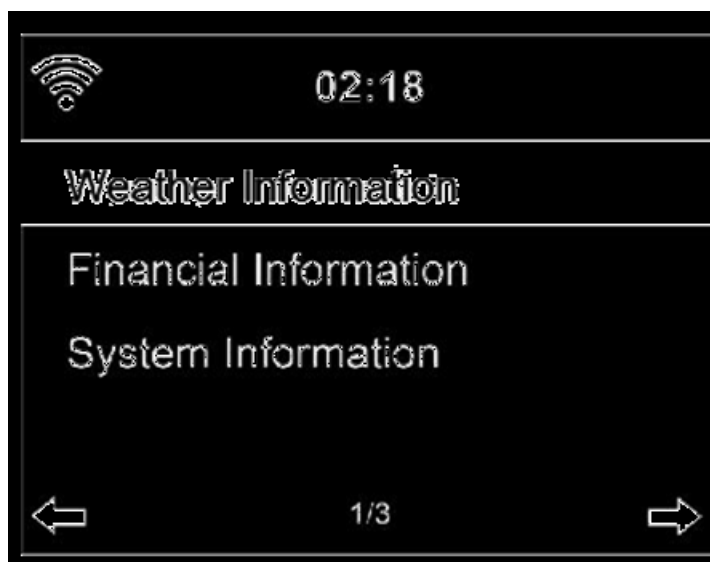 02:18
Weather Information
Financial Information
System Information
1/3